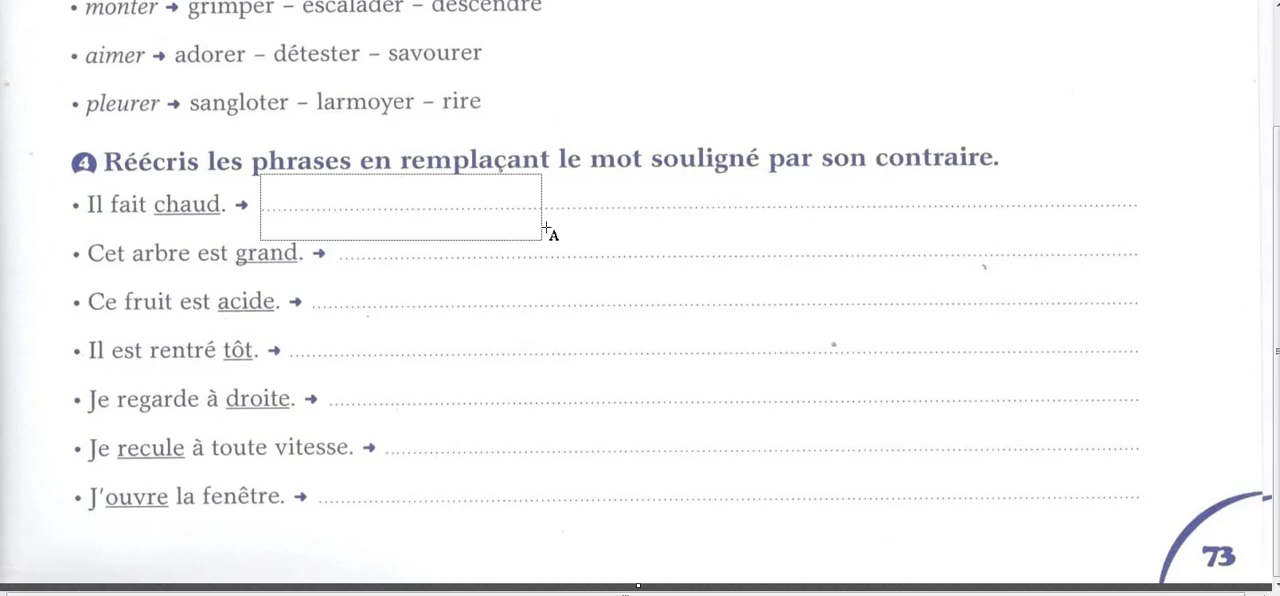 • monter → grimper – escalader – descendre
• aimer → adorer – détester – savourer
• pleurer → sangloter – larmoyer – rire
4 Réécris les phrases en remplaçant le mot souligné par son contraire.
• Il fait chaud. →
A
• Cet arbre est grand. →
• Ce fruit est acide. →
• Il est rentré tôt. →
• Je regarde à droite. →
• Je recule à toute vitesse. →
• J'ouvre la fenêtre. →
73